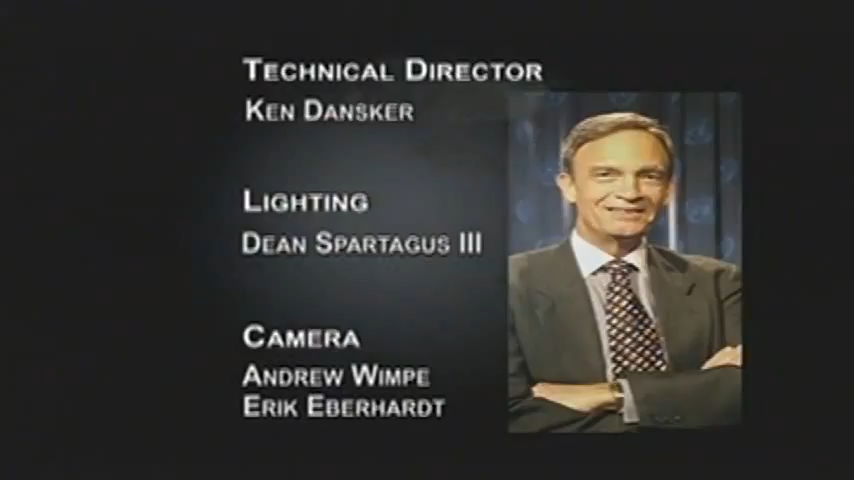 TECHNICAL DIRECTOR
KEN DANSKER
LIGHTING
DEAN SPARTAGUS III
CAMERA
ANDREW WIMPE
ERIK EBERHARDT